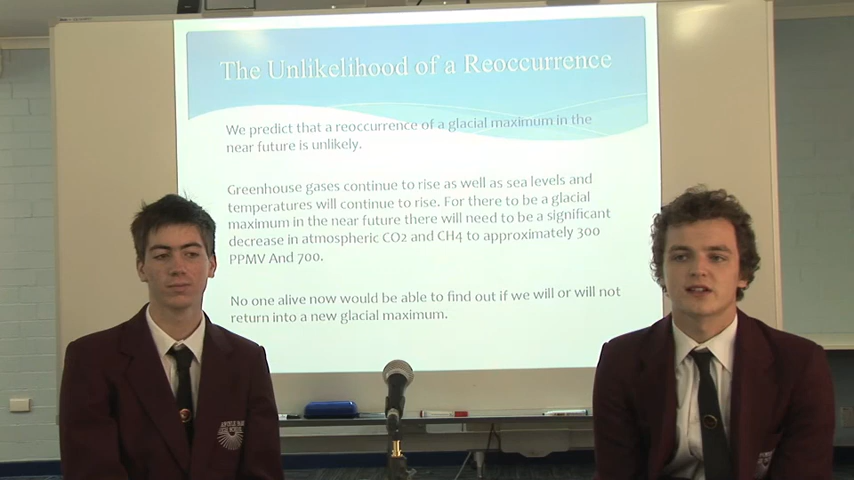 The Unlikelihood of a Reoccurrence
We predict that a reoccurrence of a glacial maximum in the
near future is unlikely.
Greenhouse gases continue to rise as well as sea levels and
temperatures will continue to rise. For there to be a glacial
maximum in the near future there will need to be a significant
decrease in atmospheric CO2 and CH4 to approximately 300
PPMV And 700.
No one alive now would be able to find out if we will or will not
return into a new glacial maximum.